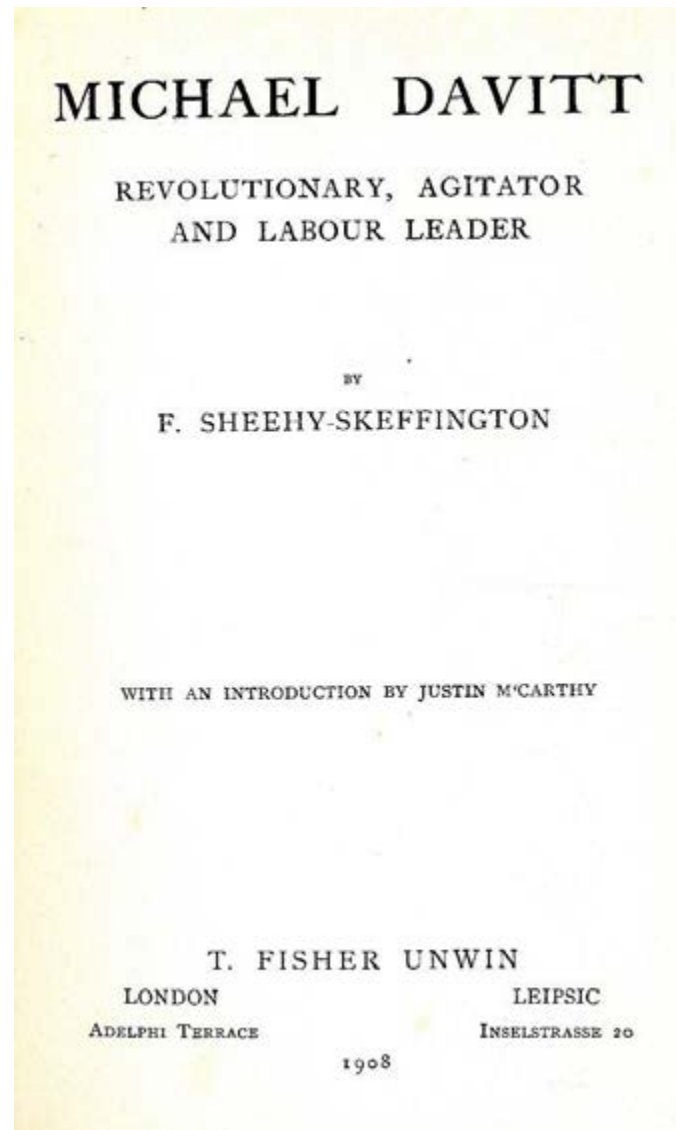 MICHAEL DAVITT
REVOLUTIONARY, AGITATOR
AND LABOUR LEADER
BY
F. SHEEHY-SKEFFINGTON
WITH AN INTRODUCTION BY JUSTIN M‘CARTHY
T. FISHER UNWIN
LONDON LEIPSIC
ADELPHI TERRACE INSELSTRASSE 20
1908